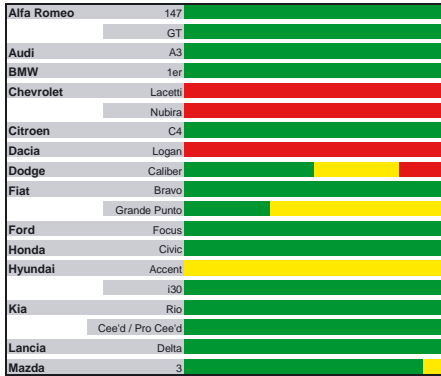 Alfa Romeo 147
GT
Audi A3
BMW 1er
Chevrolet Lacetti
Nubira
Citroen C4
Dacia Logan
Dodge Caliber
Fiat Bravo
Grande Punto
Ford Focus
Honda Civic
Hyundai Accent
i30
Kia Rio
Cee'd / Pro Cee'd
Lancia Delta
Mazda 3